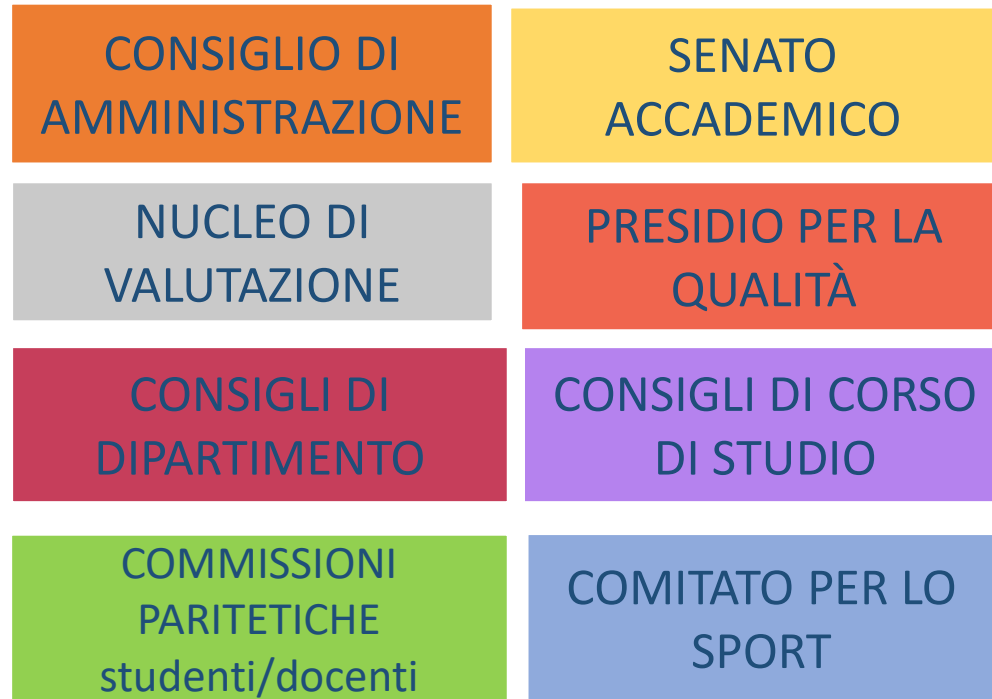 CONSIGLIO DI
AMMINISTRAZIONE
SENATO
ACCADEMICO
NUCLEO DI
VALUTAZIONE
PRESIDIO PER LA
QUALITÀ
CONSIGLI DI
DIPARTIMENTO
CONSIGLI DI CORSO
DI STUDIO
COMMISSIONI
PARITETICHE
studenti/docenti
COMITATO PER LO
SPORT